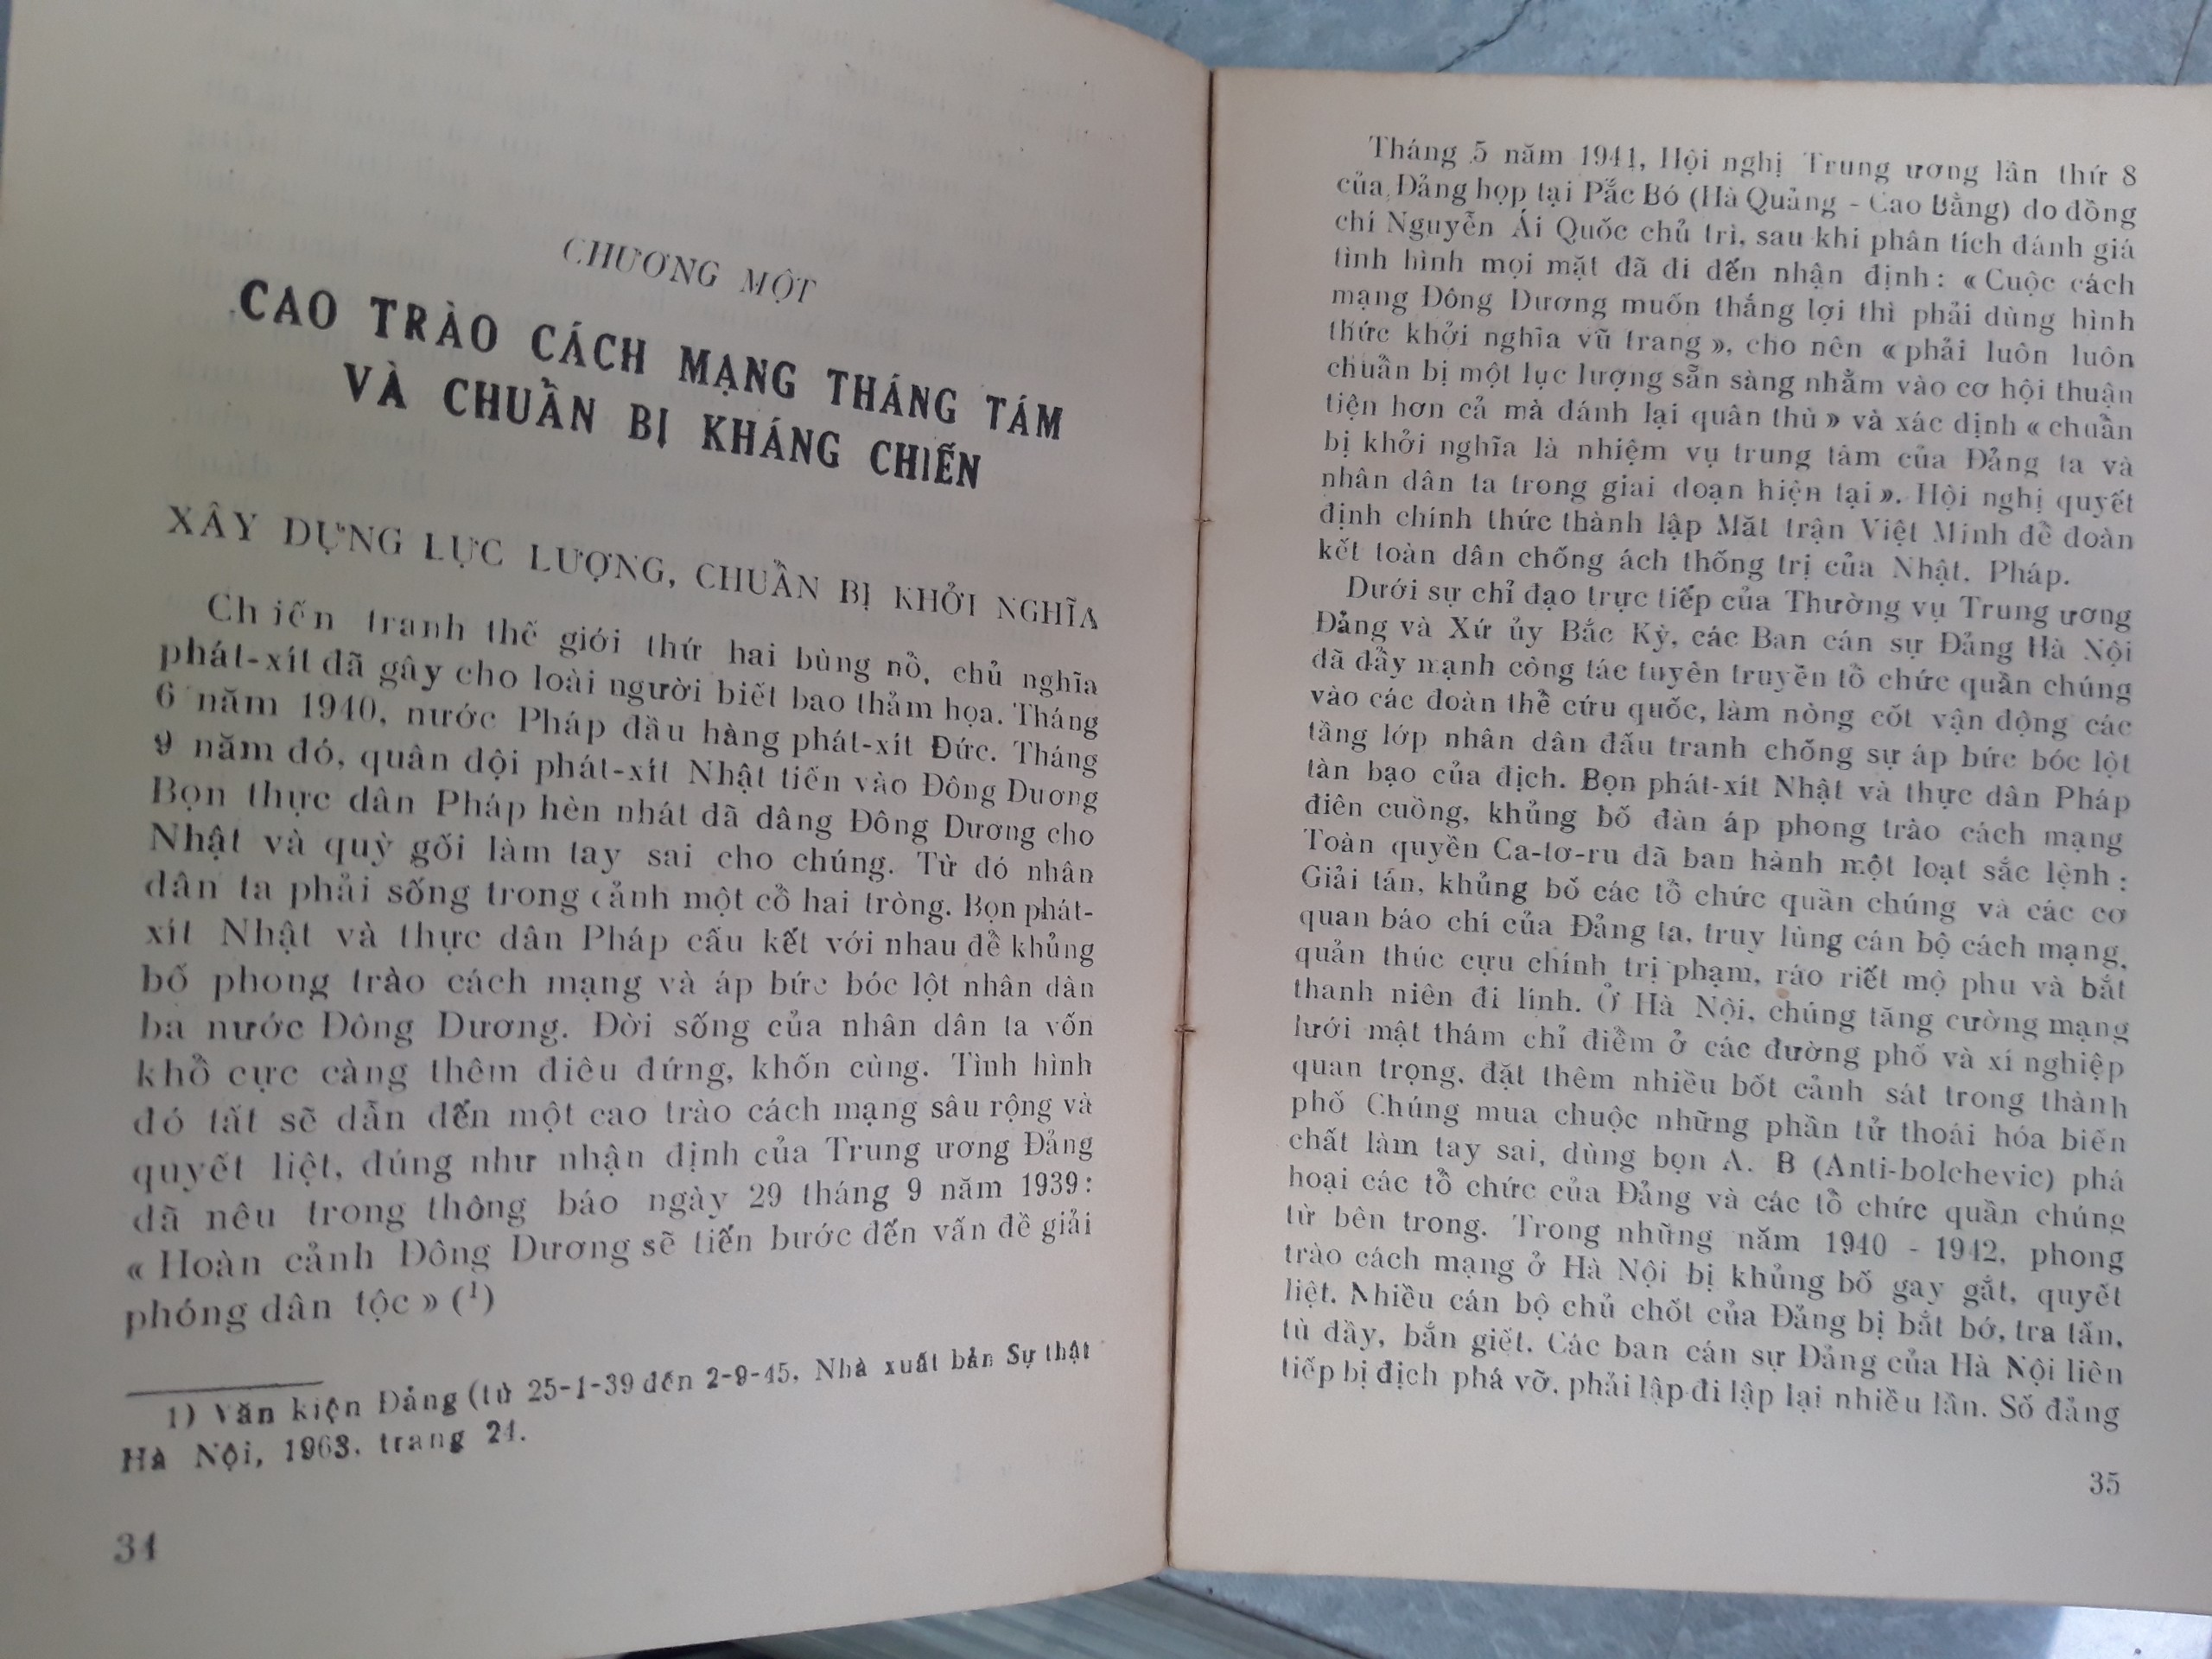 CHƯƠNG MỘT
CAO TRÀO CÁCH MẠNG THÁNG TÁM
VÀ CHUẨN BỊ KHÁNG CHIẾN
XÂY DỰNG LỰC LƯỢNG, CHUẨN BỊ KHỞI NGHĨA
Chiến tranh thế giới thứ hai bùng nổ, chủ nghĩa
phát-xít đã gây cho loài người biết bao thảm họa. Tháng
6 năm 1940, nước Pháp đầu hàng phát-xít Đức. Tháng
9 năm đó, quân đội phát-xít Nhật tiến vào Đông Dương
Bọn thực dân Pháp hèn nhát đã dâng Đông Dương cho
Nhật và quỳ gối làm tay sai cho chúng. Từ đó nhân
dân ta phải sống trong cảnh một cổ hai tròng. Bọn phát-
xít Nhật và thực dân Pháp cấu kết với nhau để khủng
bố phong trào cách mạng và áp bức bóc lột nhân dân
ba nước Đông Dương. Đời sống của nhân dân ta vốn
khổ cực càng thêm điêu đứng, khốn cùng. Tình hình
đó tất sẽ dẫn đến một cao trào cách mạng sâu rộng và
quyết liệt, đúng như nhận định của Trung ương Đảng
đã nêu trong thông báo ngày 29 tháng 9 năm 1939:
« Hoàn cảnh Đông Dương sẽ tiến bước đến vấn đề giải
phóng dân tộc » (1)
1) Văn kiện Đảng (từ 25-1-39 đến 2-9-45, Nhà xuất bản Sự thật
Hà Nội, 1963, trang 21.
34
Tháng 5 năm 1941, Hội nghị Trung ương lần thứ 8
của Đảng họp tại Pắc Bó (Hà Quảng - Cao Bằng) do đồng
chí Nguyễn Ái Quốc chủ trì, sau khi phân tích đánh giá
tình hình mọi mặt đã đi đến nhận định: « Cuộc cách
mạng Đông Dương muốn thắng lợi thì phải dùng hình
thức khởi nghĩa vũ trang », cho nên « phải luôn luôn
chuẩn bị một lục lượng sẵn sàng nhằm vào cơ hội thuận
tiện hơn cả mà đánh lại quân thù » và xác định « chuẩn
bị khởi nghĩa là nhiệm vụ trung tâm của Đảng ta và
nhân dân ta trong giai đoạn hiện tại ». Hội nghị quyết
định chính thức thành lập Mặt trận Việt Minh để đoàn
kết toàn dân chống ách thống trị của Nhật. Pháp.
Dưới sự chỉ đạo trực tiếp của Thường vụ Trung ương
Đảng và Xứ ủy Bắc Kỳ, các Ban cán sự Đảng Hà Nội
đã đẩy mạnh công tác tuyên truyền tổ chức quần chúng
vào các đoàn thể cứu quốc, làm nòng cốt vận động các
tầng lớp nhân dân đấu tranh chống sự áp bức bóc lột
tàn bạo của địch. Bọn phát-xít Nhật và thực dân Pháp
điên cuồng, khủng bố đàn áp phong trào cách mạng
Toàn quyền Ca-tơ-ru đã ban hành một loạt sắc lệnh:
Giải tán, khủng bố các tổ chức quần chúng và các cơ
quan báo chí của Đảng ta, truy lùng cán bộ cách mạng,
quản thúc cựu chính trị phạm, ráo riết mộ phu và bắt
thanh niên đi lính. Ở Hà Nội, chúng tăng cường mạng
lưới mật thám chỉ điểm ở các đường phố và xí nghiệp
quan trọng, đặt thêm nhiều bốt cảnh sát trong thành
phố Chúng mua chuộc những phần tử thoái hóa biến
chất làm tay sai, dùng bọn A. B (Anti-bolchevic) phá
hoại các tổ chức của Đảng và các tổ chức quần chúng
từ bên trong. Trong những năm 1940 - 1942, phong
trào cách mạng ở Hà Nội bị khủng bố gay gắt, quyết
liệt. Nhiều cán bộ chủ chốt của Đảng bị bắt bớ, tra tấn,
tù đầy, bắn giết. Các ban cán sự Đảng của Hà Nội liên
tiếp bị địch phá vỡ, phải lập đi lập lại nhiều lần. Số đảng
35